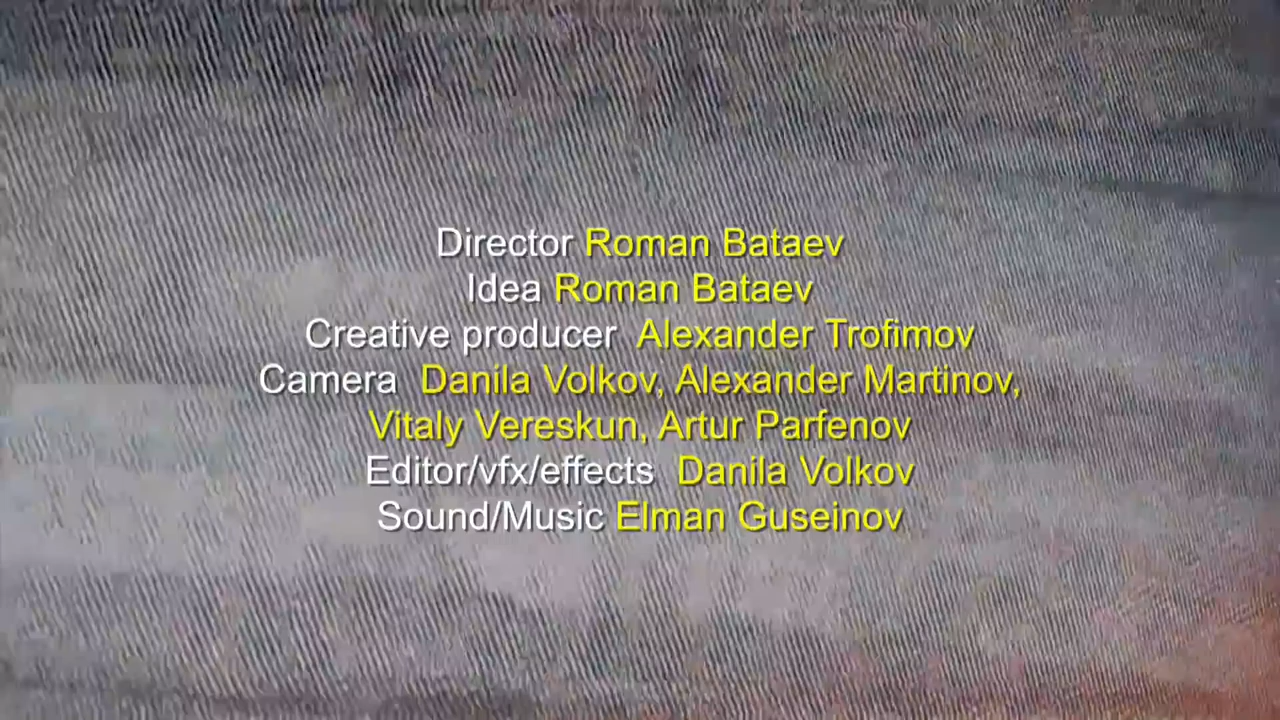 Director Roman Bataev
Idea Roman Bataev
Creative producer Alexander Trofimov
Camera Danila Volkov, Alexander Martinov,
Vitaly Vereskun, Artur Parfenov
Editor/vfx/effects Danila Volkov
Sound/Music Elman Guseinov